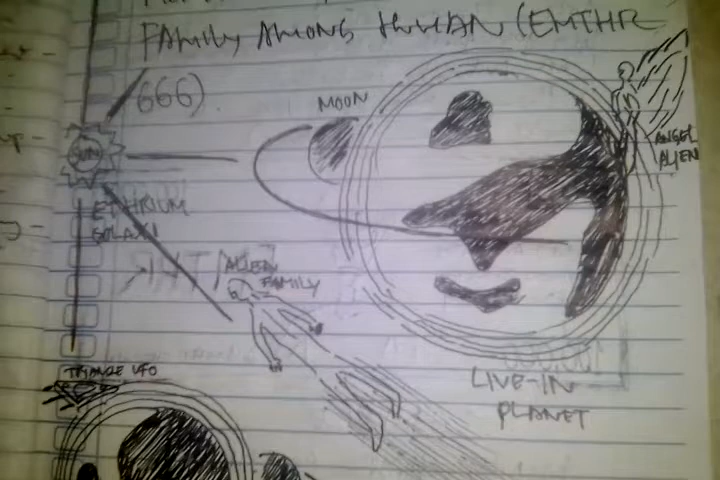 FAMILY AMONG HUMAN (EMTHR
666).
MOON
SUN
ANGEL
ALIEN
ETHRIUM
GALAXI
ALIEN
FAMILY
TRIANGLE UFO
LIVE-IN
PLANET